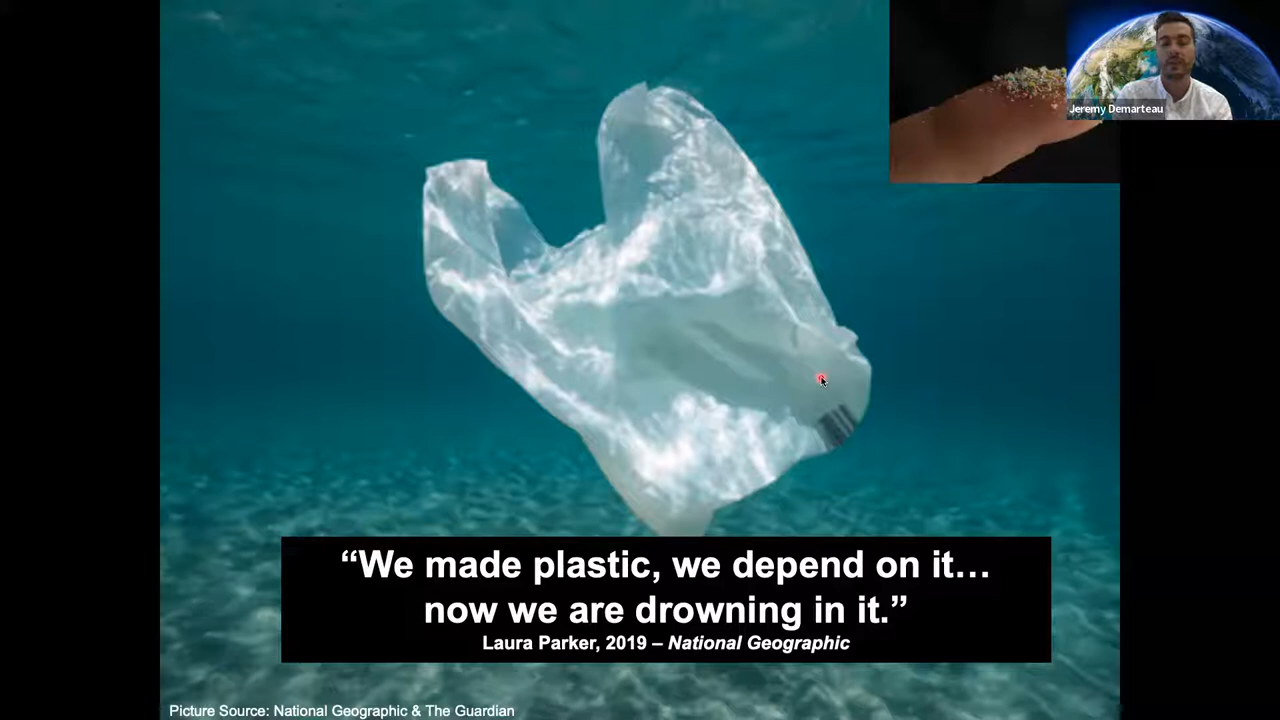 Jeremy Demarteau
“We made plastic, we depend on it…
now we are drowning in it.”
Laura Parker, 2019 – National Geographic
Picture Source: National Geographic & The Guardian